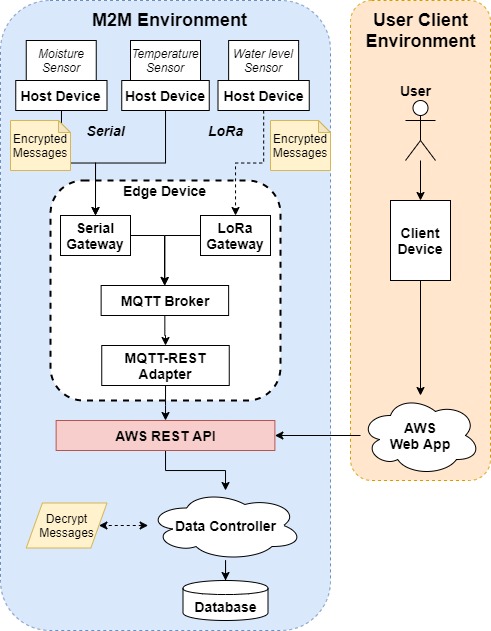 M2M Environment
User Client
Environment
Moisture
Sensor
Temperature
Sensor
Water level
Sensor
Host Device
Host Device
Host Device
User
Encrypted
Messages
Serial
LoRa
Encrypted
Messages
Edge Device
Serial
Gateway
LoRa
Gateway
Client
Device
MQTT Broker
MQTT-REST
Adapter
AWS REST API
AWS
Web App
Decrypt
Messages
Data Controller
Database